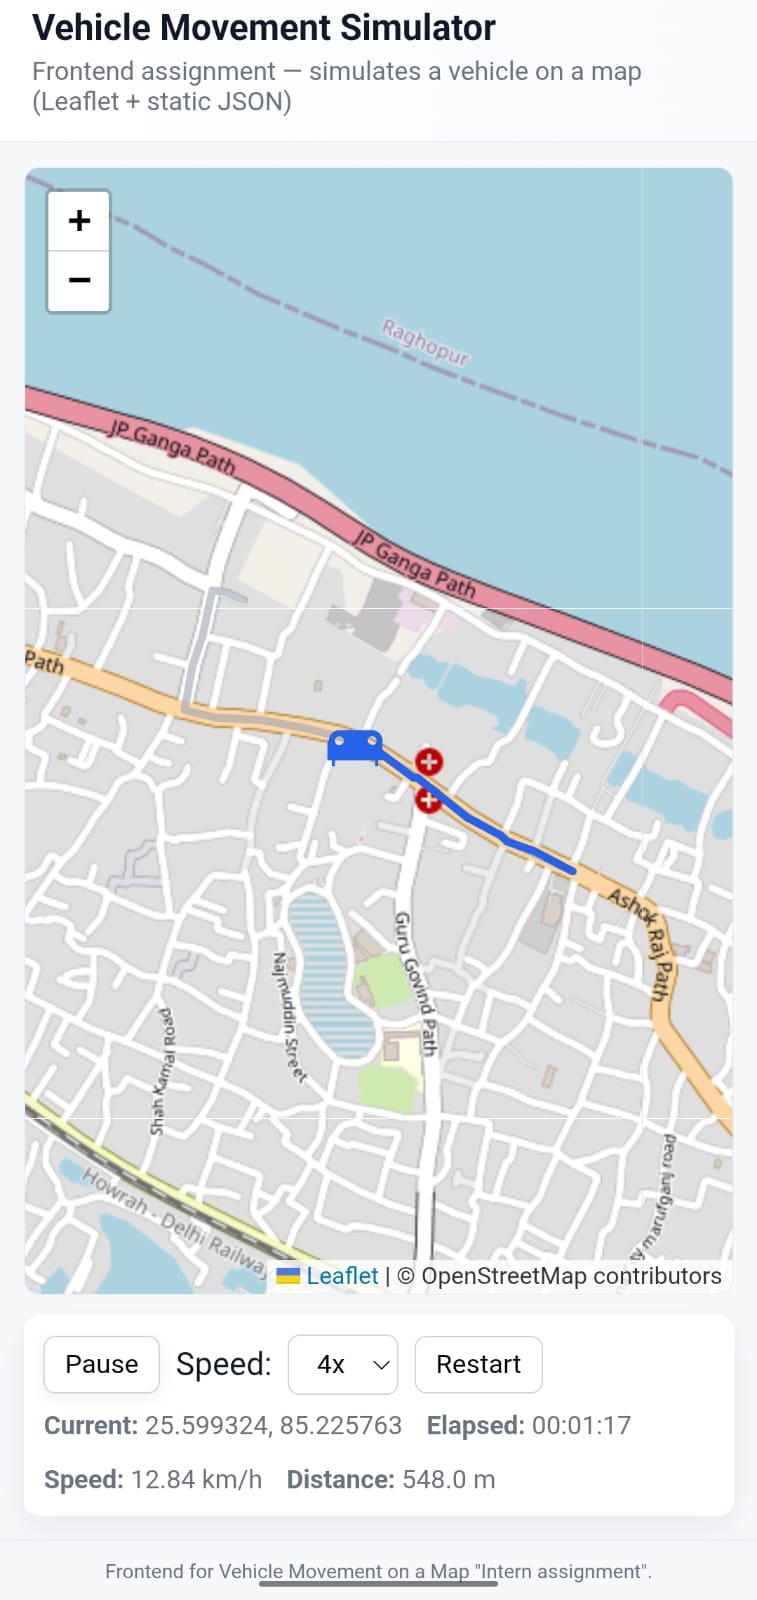 Vehicle Movement Simulator
Frontend assignment — simulates a vehicle on a map
(Leaflet + static JSON)
+
−
Raghopur
JP Ganga Path
JP Ganga Path
Path
Ashok Raj Path
Guru Govind Path
Najmuddin Street
Shah Kamal Road
city marufganj road
Howrah - Delhi Railway
Leaflet | © OpenStreetMap contributors
Pause Speed: 4x Restart
Current: 25.599324, 85.225763 Elapsed: 00:01:17
Speed: 12.84 km/h Distance: 548.0 m
Frontend for Vehicle Movement on a Map "Intern assignment".